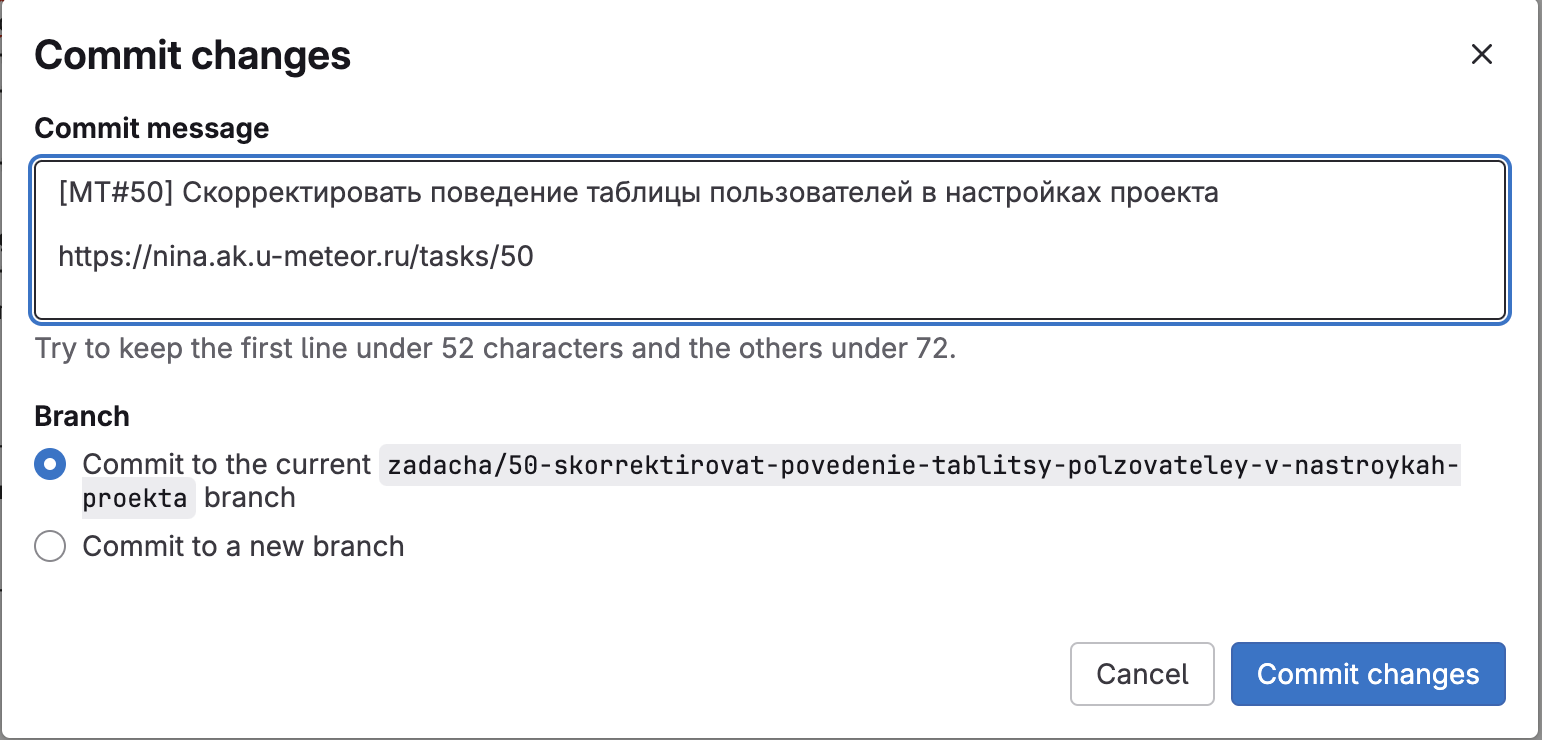 Commit changes
Commit message
[MT#50] Скорректировать поведение таблицы пользователей в настройках проекта
https://nina.ak.u-meteor.ru/tasks/50
Try to keep the first line under 52 characters and the others under 72.
Branch
Commit to the current zadacha/50-skorrektirovat-povedenie-tablitsy-polzovateley-v-nastroykah-
proekta branch
Commit to a new branch
Cancel Commit changes